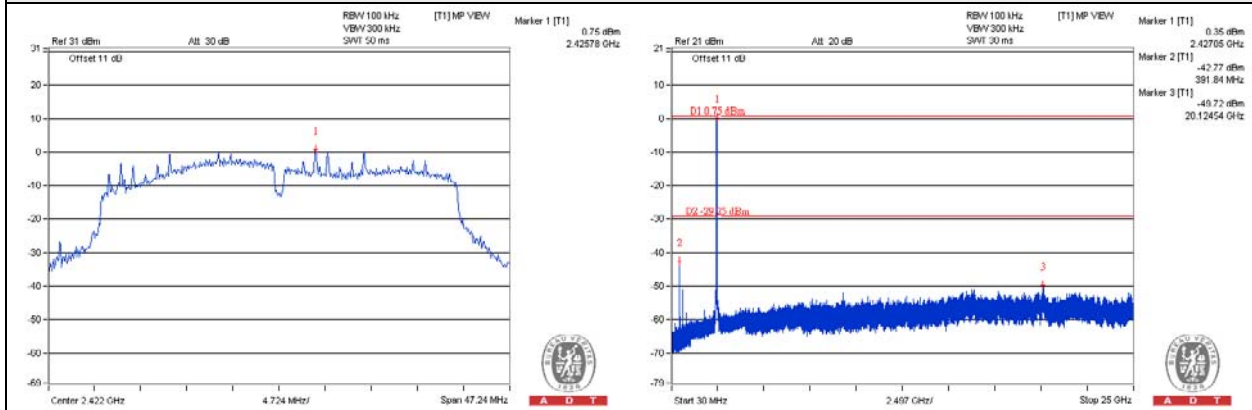 RBW 100 kHz [T1] MP VIEW
VBW 300 kHz
Ref 31 dBm Att 30 dB SWT 50 ms
Marker 1 [T1]
0.75 dBm
2.42578 GHz
31
Offset 11 dB
20
10
0
-10
-20
-30
-40
-50
-60
-69
1
Center 2.422 GHz 4.724 MHz/ Span 47.24 MHz
BUREAU VERITAS
1828
A D T
RBW 100 kHz [T1] MP VIEW
VBW 300 kHz
Ref 21 dBm Att 20 dB SWT 30 ms
Marker 1 [T1]
0.35 dBm
2.42705 GHz
Marker 2 [T1]
-42.77 dBm
391.84 MHz
Marker 3 [T1]
-49.72 dBm
20.12454 GHz
21
Offset 11 dB
10
0
-10
-20
-30
-40
-50
-60
-70
-79
1
D1 0.75 dBm
D2 -29.25 dBm
2
3
Start 30 MHz 2.497 GHz/ Stop 25 GHz
BUREAU VERITAS
1828
A D T